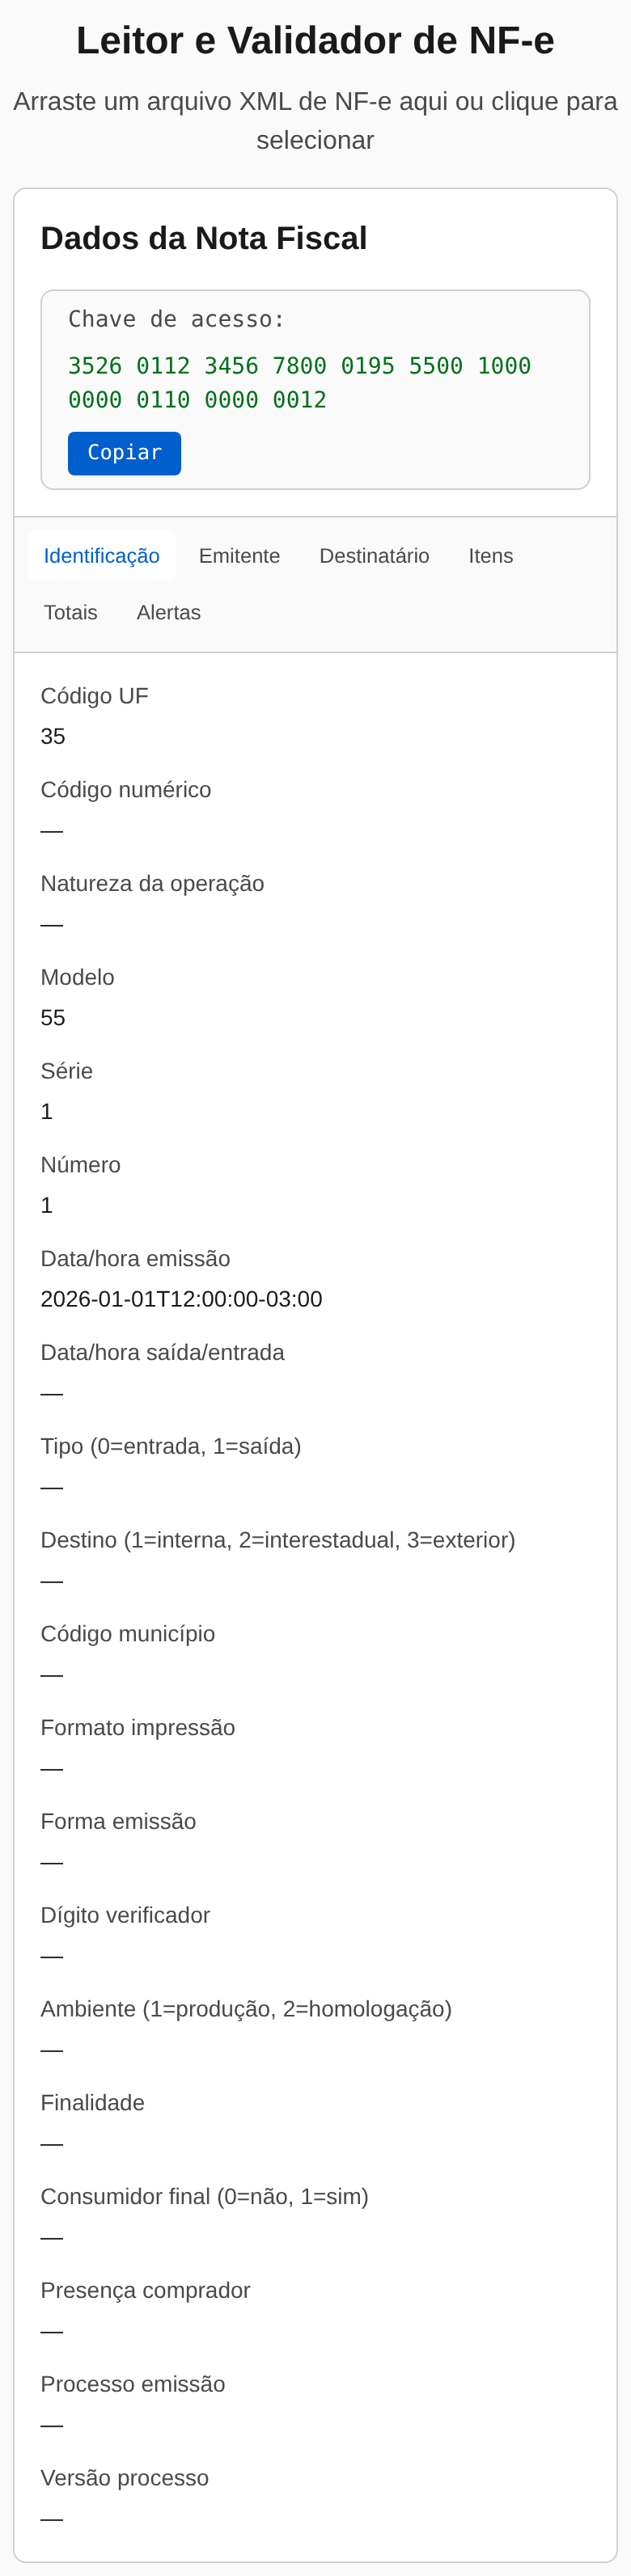 Leitor e Validador de NF-e
Arraste um arquivo XML de NF-e aqui ou clique para
selecionar
Dados da Nota Fiscal
Chave de acesso:
3526 0112 3456 7800 0195 5500 1000
0000 0110 0000 0012
Copiar
Identificação Emitente Destinatário Itens
Totais Alertas
Código UF
35
Código numérico
—
Natureza da operação
—
Modelo
55
Série
1
Número
1
Data/hora emissão
2026-01-01T12:00:00-03:00
Data/hora saída/entrada
—
Tipo (0=entrada, 1=saída)
—
Destino (1=interna, 2=interestadual, 3=exterior)
—
Código município
—
Formato impressão
—
Forma emissão
—
Dígito verificador
—
Ambiente (1=produção, 2=homologação)
—
Finalidade
—
Consumidor final (0=não, 1=sim)
—
Presença comprador
—
Processo emissão
—
Versão processo
—